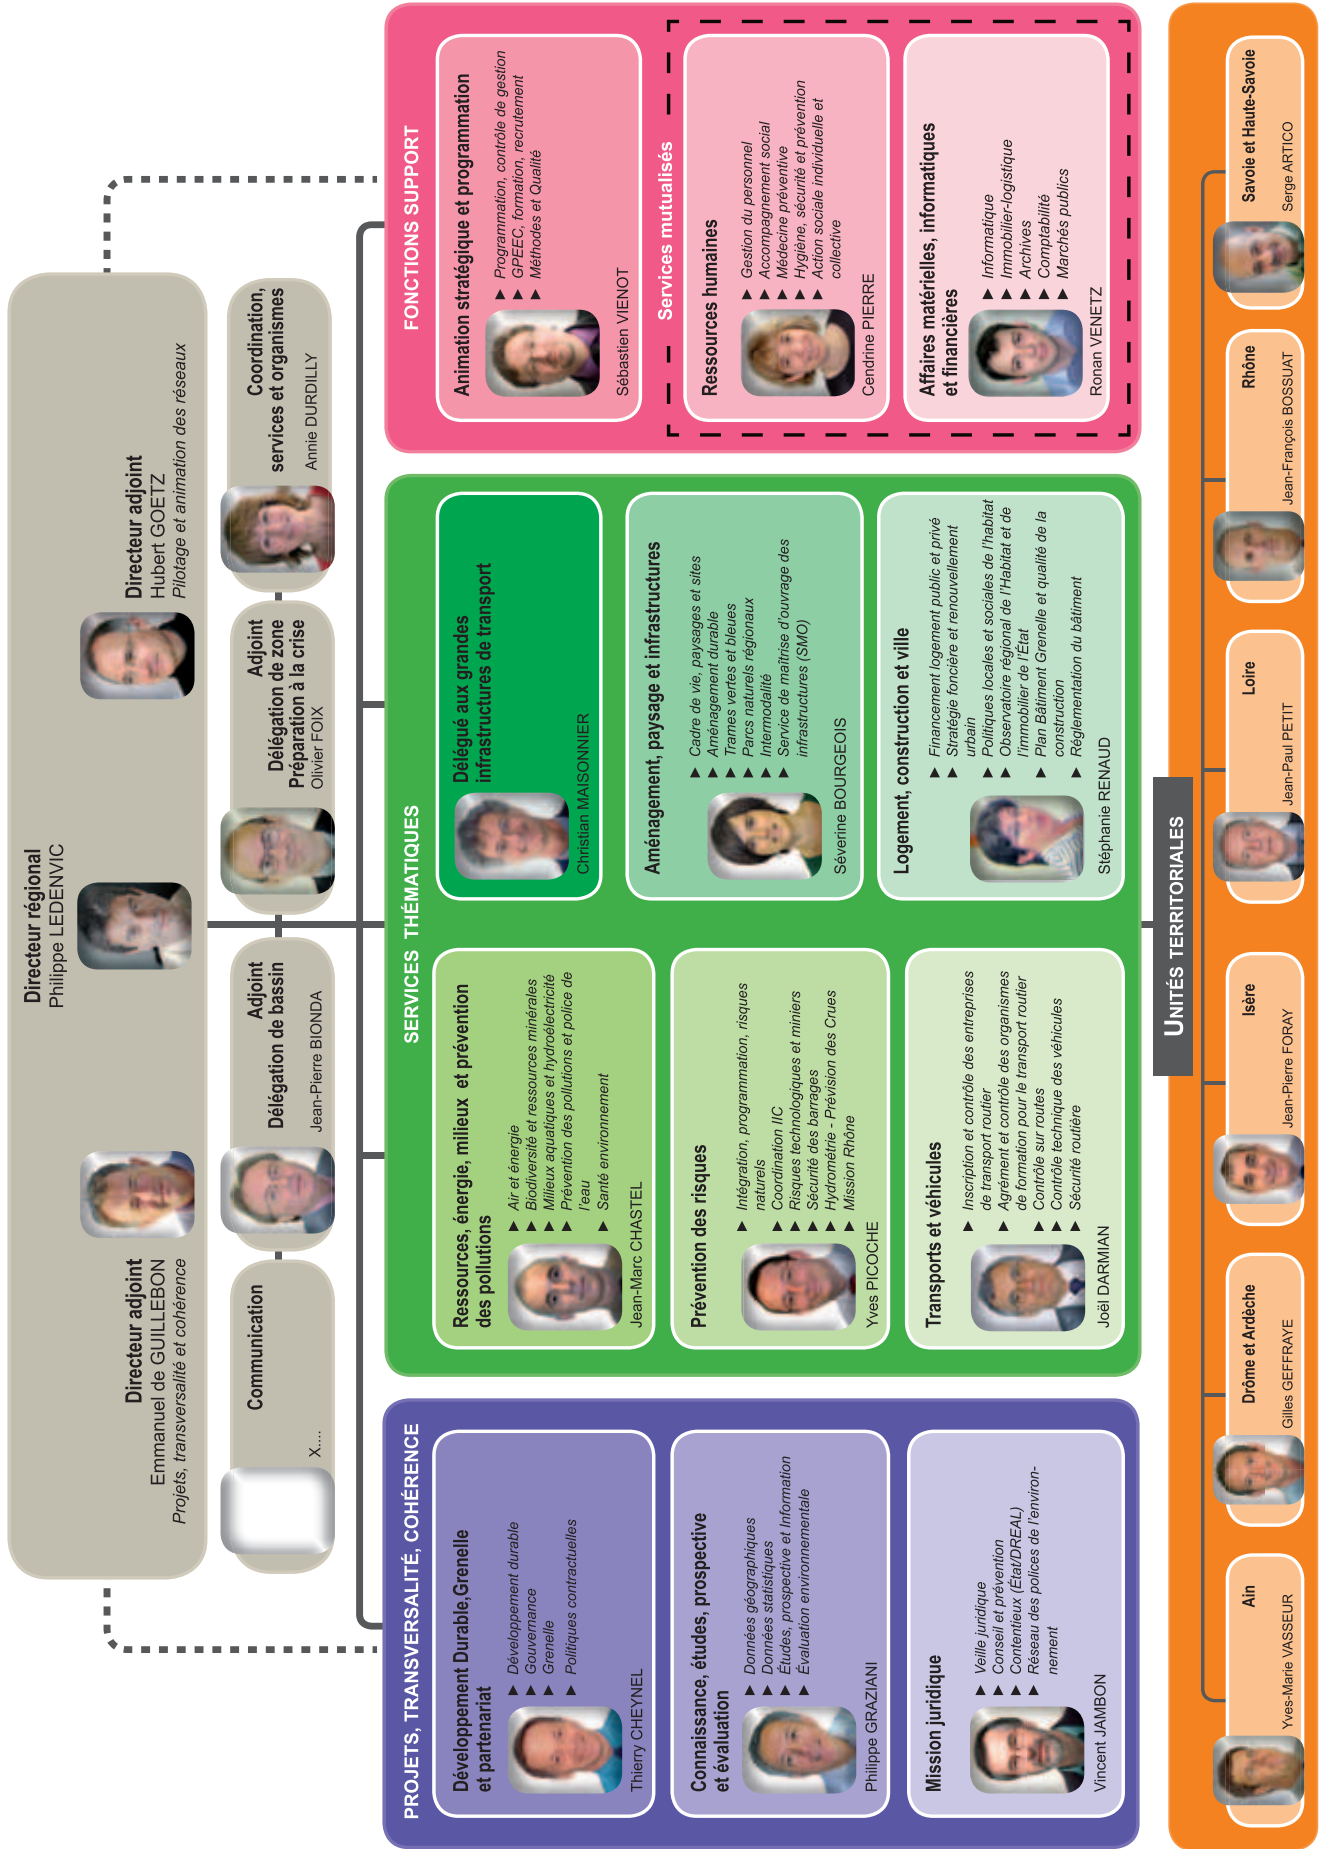 Directeur régional
Philippe LEDENVIC
Directeur adjoint
Emmanuel de GUILLEBON
Projets, transversalité et cohérence
Directeur adjoint
Hubert GOETZ
Pilotage et animation des réseaux
Communication
X....
Adjoint
Délégation de bassin
Jean-Pierre BIONDA
Adjoint
Délégation de zone
Préparation à la crise
Olivier FOIX
Coordination,
services et organismes
Annie DURDILLY
PROJETS, TRANSVERSALITÉ, COHÉRENCE
Développement Durable,Grenelle
et partenariat
▶ Développement durable
▶ Gouvernance
▶ Grenelle
▶ Politiques contractuelles
Thierry CHEYNEL
Connaissance, études, prospective
et évaluation
▶ Données géographiques
▶ Données statistiques
▶ Études, prospective et Information
▶ Évaluation environnementale
Philippe GRAZIANI
Mission juridique
▶ Veille juridique
▶ Conseil et prévention
▶ Contentieux (État/DREAL)
▶ Réseau des polices de l'environ-
nement
Vincent JAMBON
SERVICES THÉMATIQUES
Ressources, énergie, milieux et prévention
des pollutions
▶ Air et énergie
▶ Biodiversité et ressources minérales
▶ Milieux aquatiques et hydroélectricité
▶ Prévention des pollutions et police de
l'eau
▶ Santé environnement
Jean-Marc CHASTEL
Prévention des risques
▶ Intégration, programmation, risques
naturels
▶ Coordination IIC
▶ Risques technologiques et miniers
▶ Sécurité des barrages
▶ Hydrométrie - Prévision des Crues
▶ Mission Rhône
Yves PICOCHE
Transports et véhicules
▶ Inscription et contrôle des entreprises
de transport routier
▶ Agrément et contrôle des organismes
de formation pour le transport routier
▶ Contrôle sur routes
▶ Contrôle technique des véhicules
▶ Sécurité routière
Joël DARMIAN
Délégué aux grandes
infrastructures de transport
Christian MAISONNIER
Aménagement, paysage et infrastructures
▶ Cadre de vie, paysages et sites
▶ Aménagement durable
▶ Trames vertes et bleues
▶ Parcs naturels régionaux
▶ Intermodalité
▶ Service de maîtrise d'ouvrage des
infrastructures (SMO)
Séverine BOURGEOIS
Logement, construction et ville
▶ Financement logement public et privé
▶ Stratégie foncière et renouvellement
urbain
▶ Politiques locales et sociales de l'habitat
▶ Observatoire régional de l'Habitat et de
l'immobilier de l'État
▶ Plan Bâtiment Grenelle et qualité de la
construction
▶ Réglementation du bâtiment
Stéphanie RENAUD
FONCTIONS SUPPORT
Animation stratégique et programmation
▶ Programmation, contrôle de gestion
▶ GPEEC, formation, recrutement
▶ Méthodes et Qualité
Sébastien VIENOT
Services mutualisés
Ressources humaines
▶ Gestion du personnel
▶ Accompagnement social
▶ Médecine préventive
▶ Hygiène, sécurité et prévention
▶ Action sociale individuelle et
collective
Cendrine PIERRE
Affaires matérielles, informatiques
et financières
▶ Informatique
▶ Immobilier-logistique
▶ Archives
▶ Comptabilité
▶ Marchés publics
Ronan VENETZ
UNITÉS TERRITORIALES
Ain
Yves-Marie VASSEUR
Drôme et Ardèche
Gilles GEFFRAYE
Isère
Jean-Pierre FORAY
Loire
Jean-Paul PETIT
Rhône
Jean-François BOSSUAT
Savoie et Haute-Savoie
Serge ARTICO